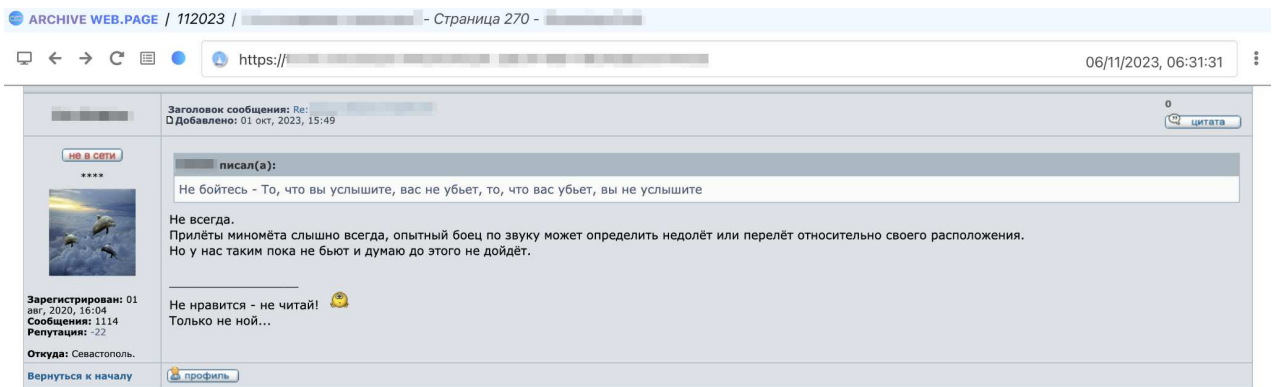 ARCHIVE WEB.PAGE / 112023 / - Страница 270 -
https:// 06/11/2023, 06:31:31
Заголовок сообщения: Re:
Добавлено: 01 окт, 2023, 15:49
0
цитата
не в сети
****
писал(а):
Не бойтесь - То, что вы услышите, вас не убьет, то, что вас убьет, вы не услышите
Не всегда.
Прилёты миномёта слышно всегда, опытный боец по звуку может определить недолёт или перелёт относительно своего расположения.
Но у нас таким пока не бьют и думаю до этого не дойдёт.
Не нравится - не читай!
Только не ной...
Зарегистрирован: 01
авг, 2020, 16:04
Сообщения: 1114
Репутация: -22
Откуда: Севастополь.
Вернуться к началу
профиль